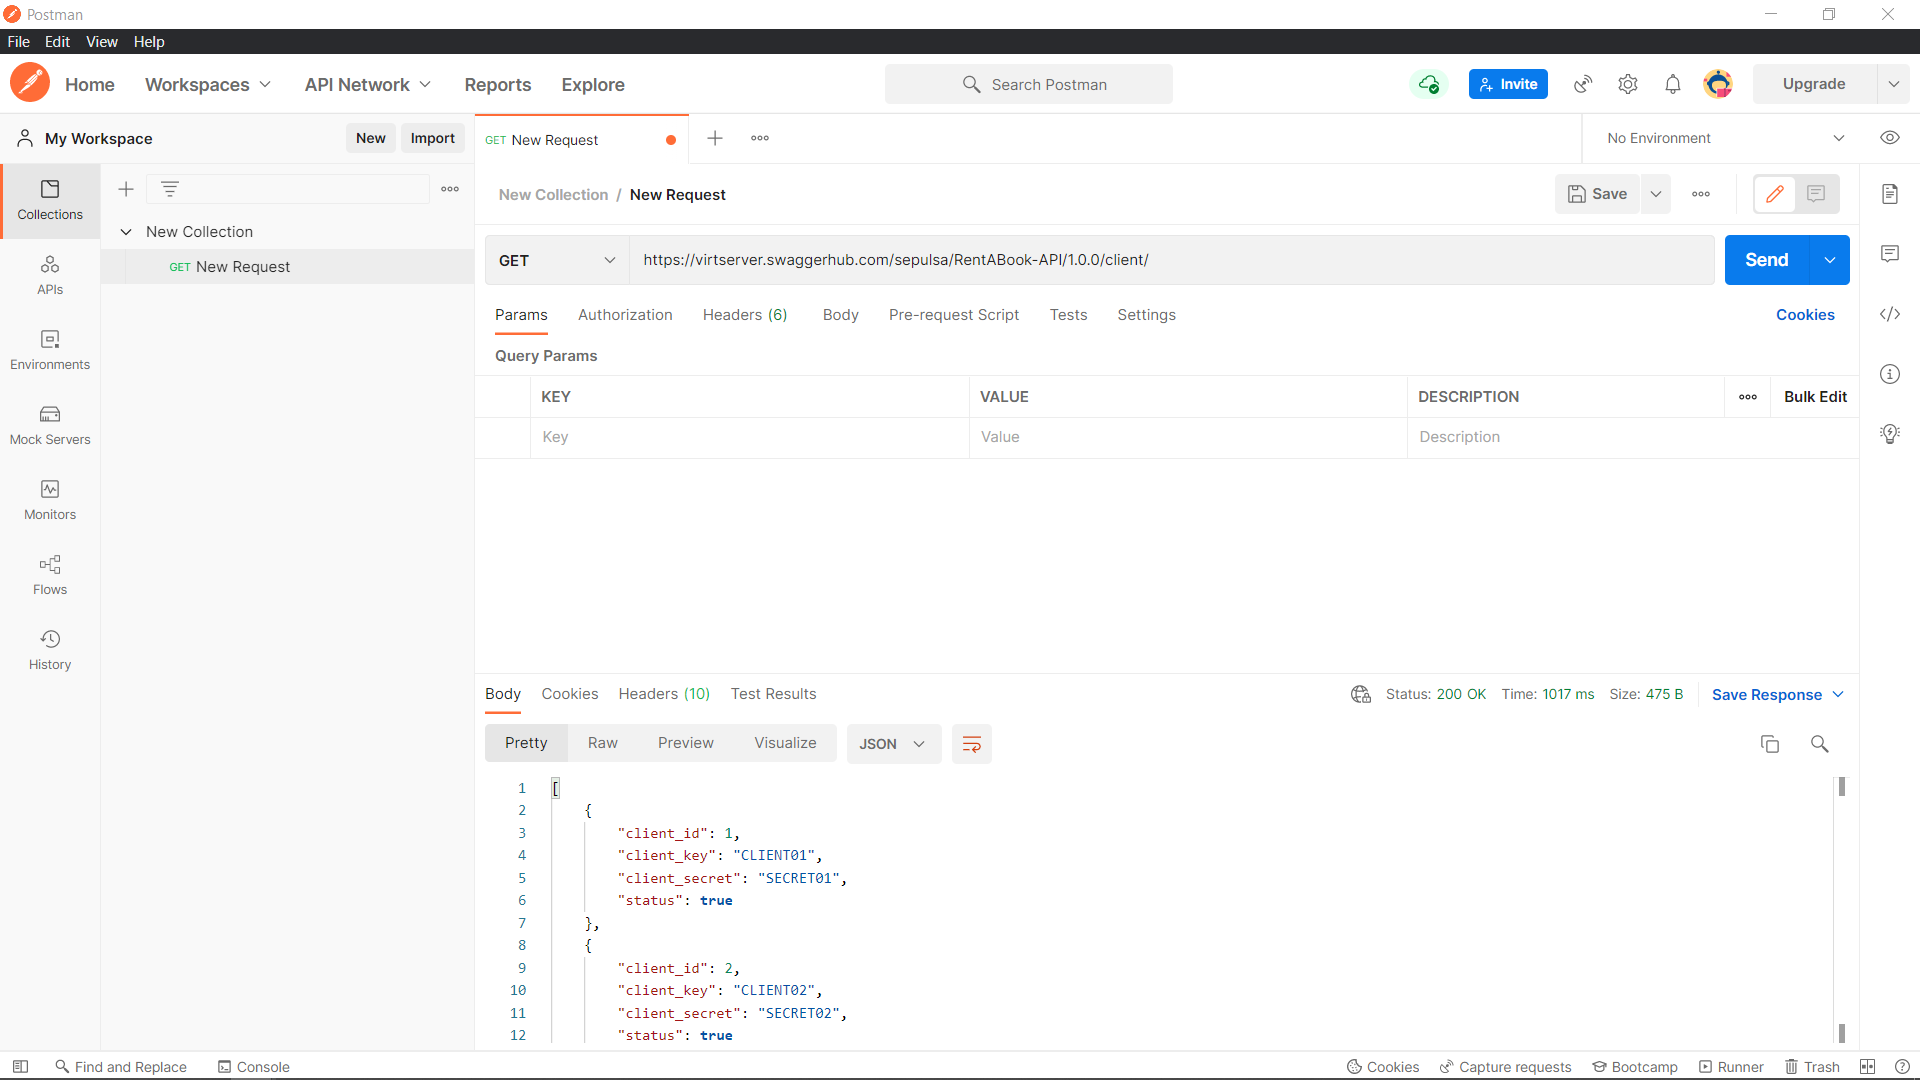 Postman
File Edit View Help
Home Workspaces API Network Reports Explore Search Postman Invite Upgrade
My Workspace New Import GET New Request No Environment
Collections
APIs
Environments
Mock Servers
Monitors
Flows
History
New Collection
GET New Request
New Collection / New Request Save
GET https://virtserver.swaggerhub.com/sepulsa/RentABook-API/1.0.0/client/ Send
Params Authorization Headers (6) Body Pre-request Script Tests Settings Cookies
Query Params
KEY VALUE DESCRIPTION Bulk Edit
Key Value Description
Body Cookies Headers (10) Test Results Status: 200 OK Time: 1017 ms Size: 475 B Save Response
Pretty Raw Preview Visualize JSON
1 [
2 {
3 "client_id": 1,
4 "client_key": "CLIENT01",
5 "client_secret": "SECRET01",
6 "status": true
7 },
8 {
9 "client_id": 2,
10 "client_key": "CLIENT02",
11 "client_secret": "SECRET02",
12 "status": true
Find and Replace Console Cookies Capture requests Bootcamp Runner Trash